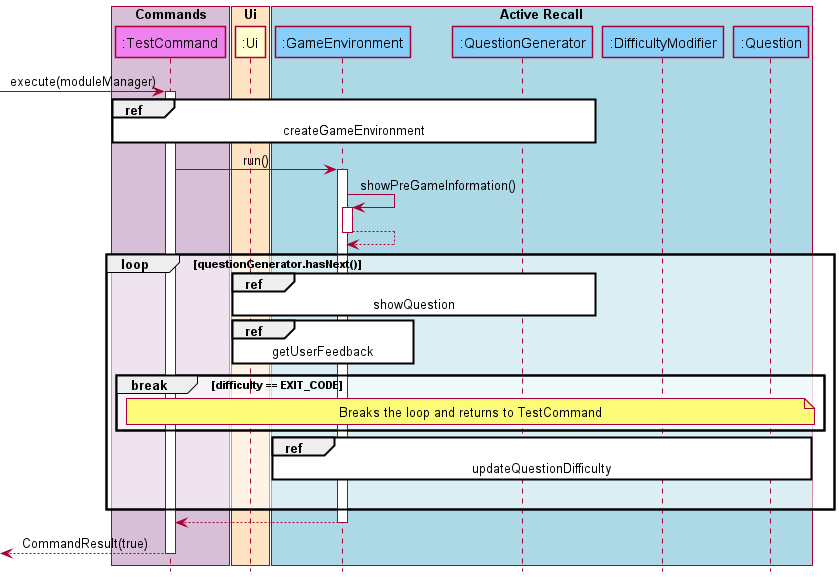 Commands
Ui
Active Recall
:TestCommand
:Ui
:GameEnvironment
:QuestionGenerator
:DifficultyModifier
:Question
execute(moduleManager)
ref
createGameEnvironment
run()
showPreGameInformation()
loop
[questionGenerator.hasNext()]
ref
showQuestion
ref
getUserFeedback
break
[difficulty == EXIT_CODE]
Breaks the loop and returns to TestCommand
ref
updateQuestionDifficulty
CommandResult(true)